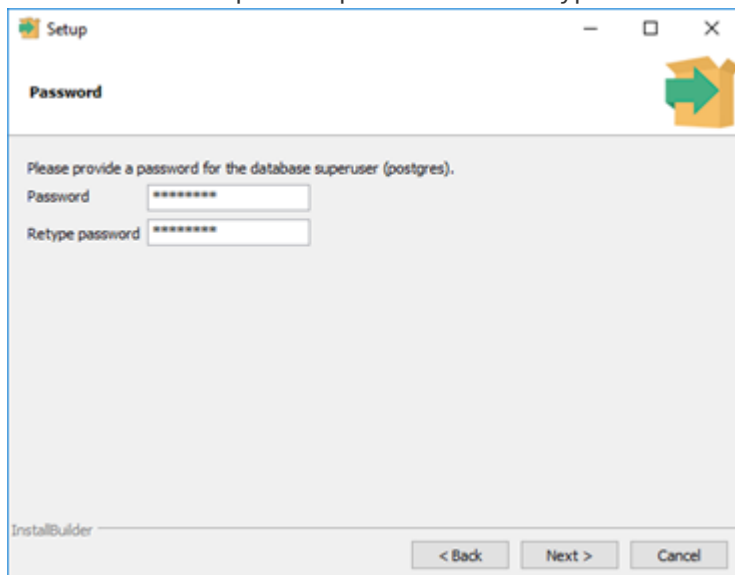 Setup
Password
Please provide a password for the database superuser (postgres).
Password ********
Retype password ********
InstallBuilder
< Back Next > Cancel